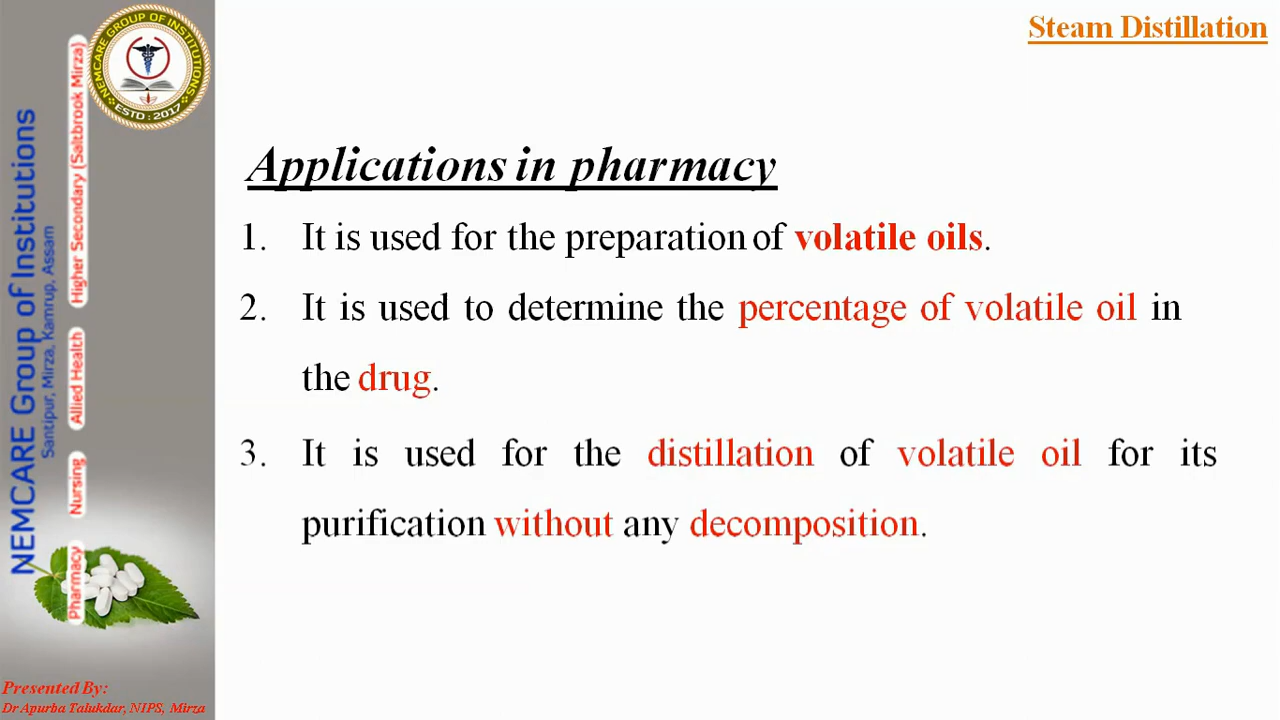 Steam Distillation
NEMCARE GROUP OF INSTITUTIONS
ESTD : 2017
NEMCARE Group of Institutions
Santipur, Mirza, Kamrup, Assam
Pharmacy Nursing Allied Health Higher Secondary (Saltbrook Mirza)
Applications in pharmacy
1. It is used for the preparation of volatile oils.
2. It is used to determine the percentage of volatile oil in
the drug.
3. It is used for the distillation of volatile oil for its
purification without any decomposition.
Presented By:
Dr Apurba Talukdar, NIPS, Mirza